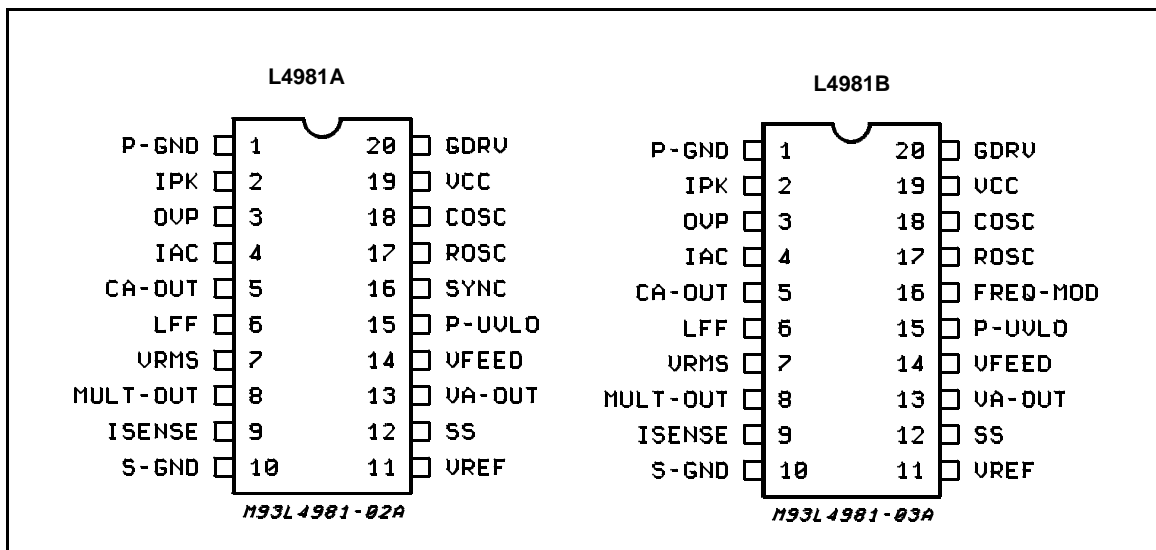 L4981A
P-GND 1 20 GDRV
IPK 2 19 VCC
OVP 3 18 COSC
IAC 4 17 ROSC
CA-OUT 5 16 SYNC
LFF 6 15 P-UVLO
VRMS 7 14 VFEED
MULT-OUT 8 13 VA-OUT
ISENSE 9 12 SS
S-GND 10 11 VREF
M93L4981-02A
L4981B
P-GND 1 20 GDRV
IPK 2 19 VCC
OVP 3 18 COSC
IAC 4 17 ROSC
CA-OUT 5 16 FREQ-MOD
LFF 6 15 P-UVLO
VRMS 7 14 VFEED
MULT-OUT 8 13 VA-OUT
ISENSE 9 12 SS
S-GND 10 11 VREF
M93L4981-03A